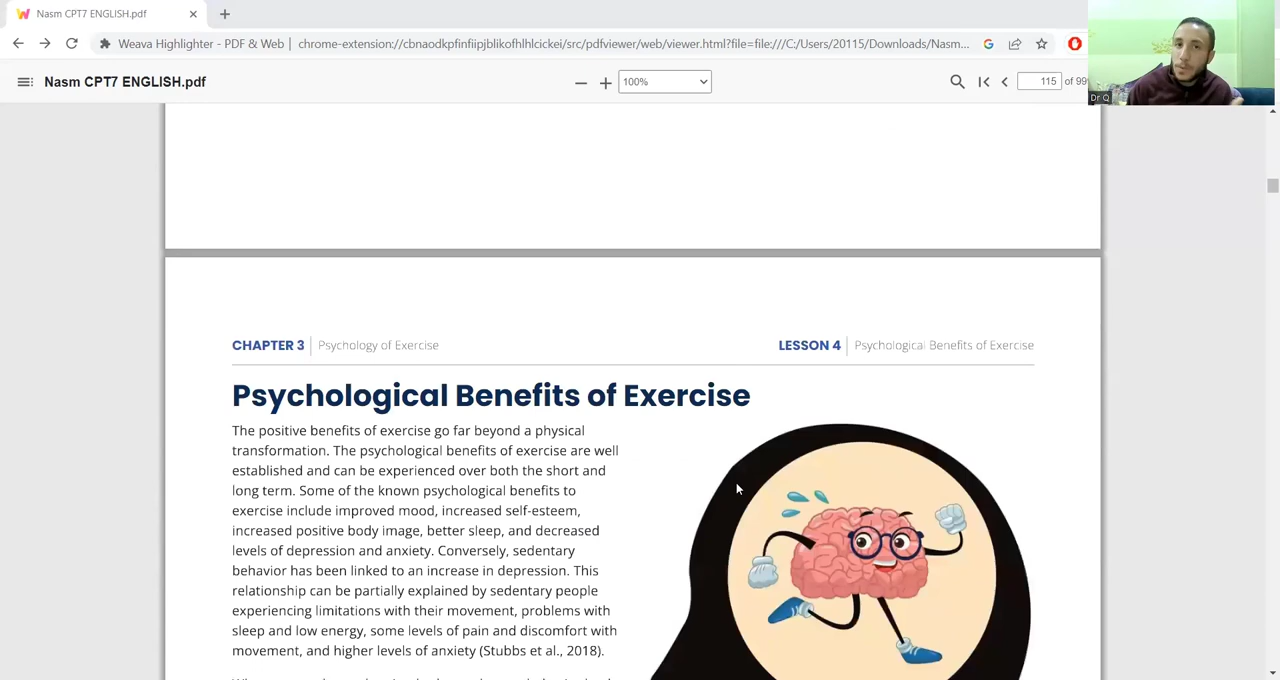 Nasm CPT7 ENGLISH.pdf
Weava Highlighter - PDF & Web | chrome-extension://cbnaodkpfinfiipjblikofhlhlcickei/src/pdfviewer/web/viewer.html?file=file:///C:/Users/20115/Downloads/Nasm...
Nasm CPT7 ENGLISH.pdf
100%
115 of 99
Dr Q
CHAPTER 3 | Psychology of Exercise
LESSON 4 | Psychological Benefits of Exercise
Psychological Benefits of Exercise
The positive benefits of exercise go far beyond a physical
transformation. The psychological benefits of exercise are well
established and can be experienced over both the short and
long term. Some of the known psychological benefits to
exercise include improved mood, increased self-esteem,
increased positive body image, better sleep, and decreased
levels of depression and anxiety. Conversely, sedentary
behavior has been linked to an increase in depression. This
relationship can be partially explained by sedentary people
experiencing limitations with their movement, problems with
sleep and low energy, some levels of pain and discomfort with
movement, and higher levels of anxiety (Stubbs et al., 2018).